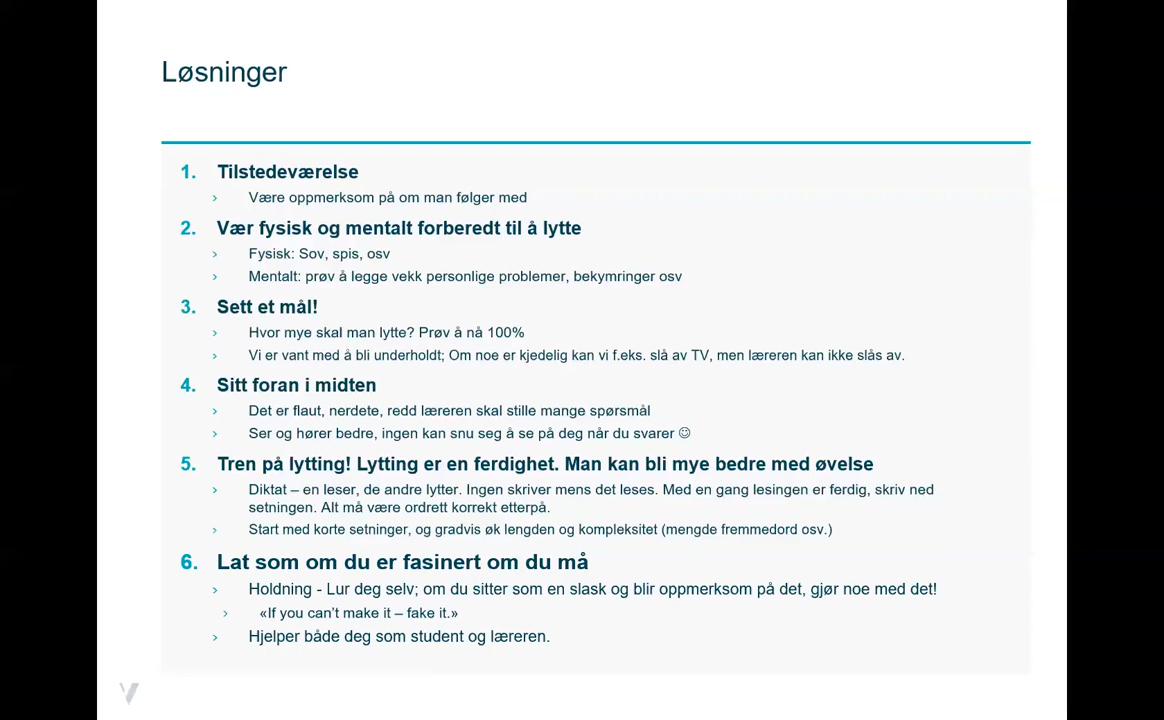 Løsninger
1. Tilstedeværelse
› Være oppmerksom på om man følger med
2. Vær fysisk og mentalt forberedt til å lytte
› Fysisk: Sov, spis, osv
› Mentalt: prøv å legge vekk personlige problemer, bekymringer osv
3. Sett et mål!
› Hvor mye skal man lytte? Prøv å nå 100%
› Vi er vant med å bli underholdt; Om noe er kjedelig kan vi f.eks. slå av TV, men læreren kan ikke slås av.
4. Sitt foran i midten
› Det er flaut, nerdete, redd læreren skal stille mange spørsmål
› Ser og hører bedre, ingen kan snu seg å se på deg når du svarer ☺
5. Tren på lytting! Lytting er en ferdighet. Man kan bli mye bedre med øvelse
› Diktat – en leser, de andre lytter. Ingen skriver mens det leses. Med en gang lesingen er ferdig, skriv ned
setningen. Alt må være ordrett korrekt etterpå.
› Start med korte setninger, og gradvis øk lengden og kompleksitet (mengde fremmedord osv.)
6. Lat som om du er fasinert om du må
› Holdning - Lur deg selv; om du sitter som en slask og blir oppmerksom på det, gjør noe med det!
› «If you can’t make it – fake it.»
› Hjelper både deg som student og læreren.